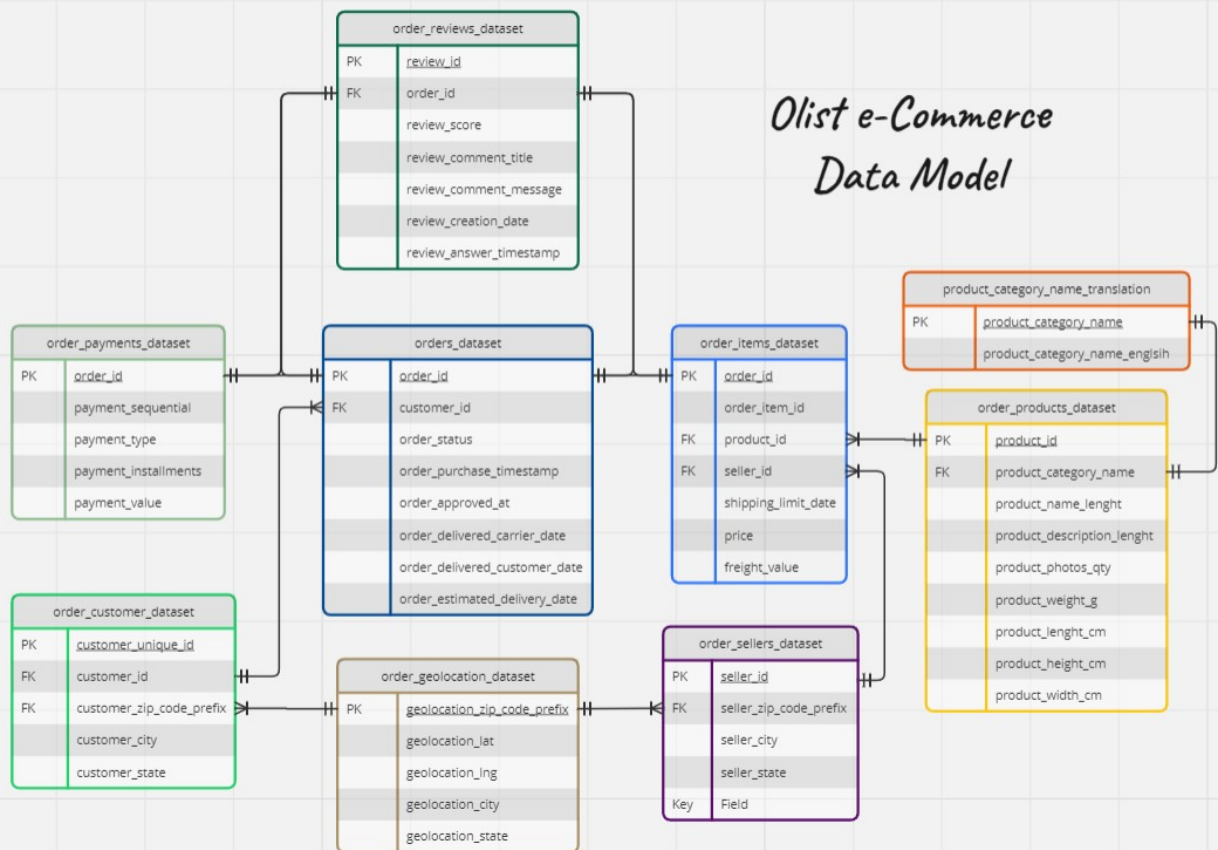 order_reviews_dataset
PK review_id
FK order_id
review_score
review_comment_title
review_comment_message
review_creation_date
review_answer_timestamp
Olist e-Commerce
Data Model
product_category_name_translation
PK product_category_name
product_category_name_englsih
order_payments_dataset
PK order_id
payment_sequential
payment_type
payment_installments
payment_value
orders_dataset
PK order_id
FK customer_id
order_status
order_purchase_timestamp
order_approved_at
order_delivered_carrier_date
order_delivered_customer_date
order_estimated_delivery_date
order_items_dataset
PK order_id
order_item_id
FK product_id
FK seller_id
shipping_limit_date
price
freight_value
order_products_dataset
PK product_id
FK product_category_name
product_name_lenght
product_description_lenght
product_photos_qty
product_weight_g
product_lenght_cm
product_height_cm
product_width_cm
order_customer_dataset
PK customer_unique_id
FK customer_id
FK customer_zip_code_prefix
customer_city
customer_state
order_geolocation_dataset
PK geolocation_zip_code_prefix
geolocation_lat
geolocation_lng
geolocation_city
geolocation_state
order_sellers_dataset
PK seller_id
FK seller_zip_code_prefix
seller_city
seller_state
Key Field